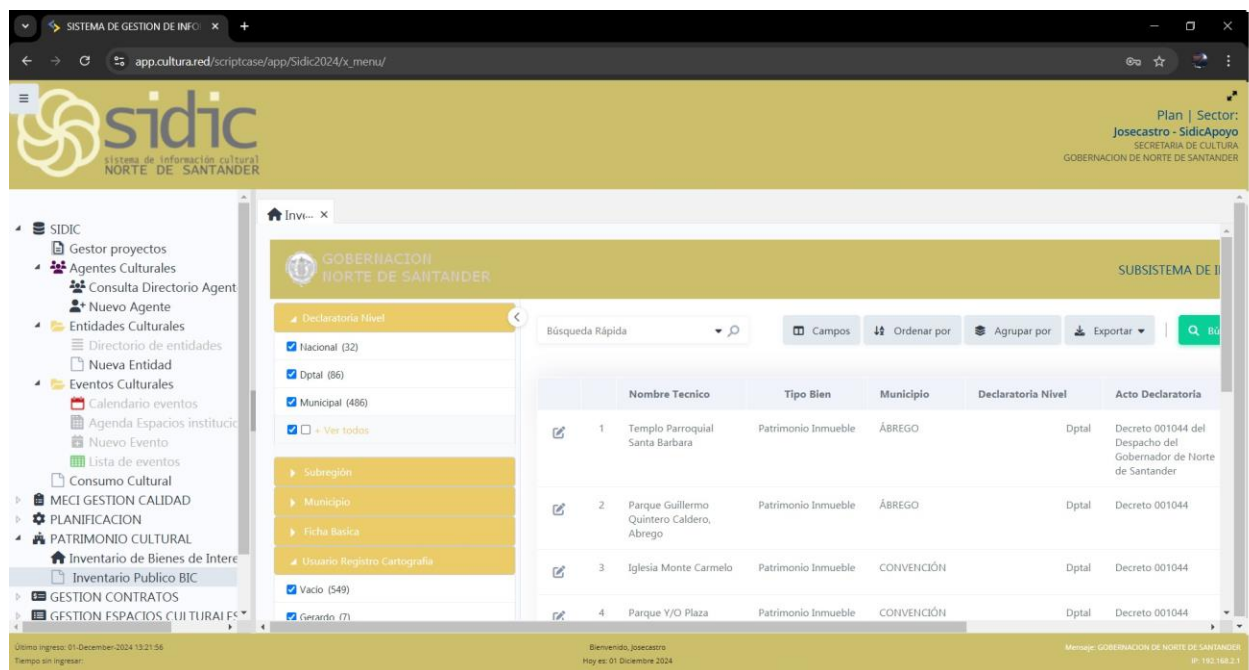 SISTEMA DE GESTION DE INFO
app.cultura.red/scriptcase/app/Sidic2024/x_menu/
sidic
sistema de información cultural
NORTE DE SANTANDER
Plan | Sector:
Josecastro - SidicApoyo
SECRETARIA DE CULTURA
GOBERNACION DE NORTE DE SANTANDER
SIDIC
Gestor proyectos
Agentes Culturales
Consulta Directorio Agent
Nuevo Agente
Entidades Culturales
Directorio de entidades
Nueva Entidad
Eventos Culturales
Calendario eventos
Agenda Espacios institucio
Nuevo Evento
Lista de eventos
Consumo Cultural
MECI GESTION CALIDAD
PLANIFICACION
PATRIMONIO CULTURAL
Inventario de Bienes de Intere
Inventario Publico BIC
GESTION CONTRATOS
GESTION ESPACIOS CULTURALES
Inve...
GOBERNACION
NORTE DE SANTANDER
SUBSISTEMA DE I
Declaratoria Nivel
Nacional (32)
Dptal (86)
Municipal (486)
+ Ver todos
Subregión
Municipio
Ficha Basica
Usuario Registro Cartografia
Vacio (549)
Gerardo (7)
Búsqueda Rápida
Campos
Ordenar por
Agrupar por
Exportar
Bú
Nombre Tecnico Tipo Bien Municipio Declaratoria Nivel Acto Declaratoria
1 Templo Parroquial Patrimonio Inmueble ÁBREGO Dptal Decreto 001044 del
Santa Barbara Despacho del
Gobernador de Norte
de Santander
2 Parque Guillermo Patrimonio Inmueble ÁBREGO Dptal Decreto 001044
Quintero Caldero,
Abrego
3 Iglesia Monte Carmelo Patrimonio Inmueble CONVENCIÓN Dptal Decreto 001044
4 Parque Y/O Plaza Patrimonio Inmueble CONVENCIÓN Dptal Decreto 001044
Último ingreso: 01-December-2024 13:21:56
Tiempo sin ingresar:
Bienvenido, Josecastro
Hoy es: 01 Diciembre 2024
Mensaje: GOBERNACION DE NORTE DE SANTANDER
IP: 192.168.2.1